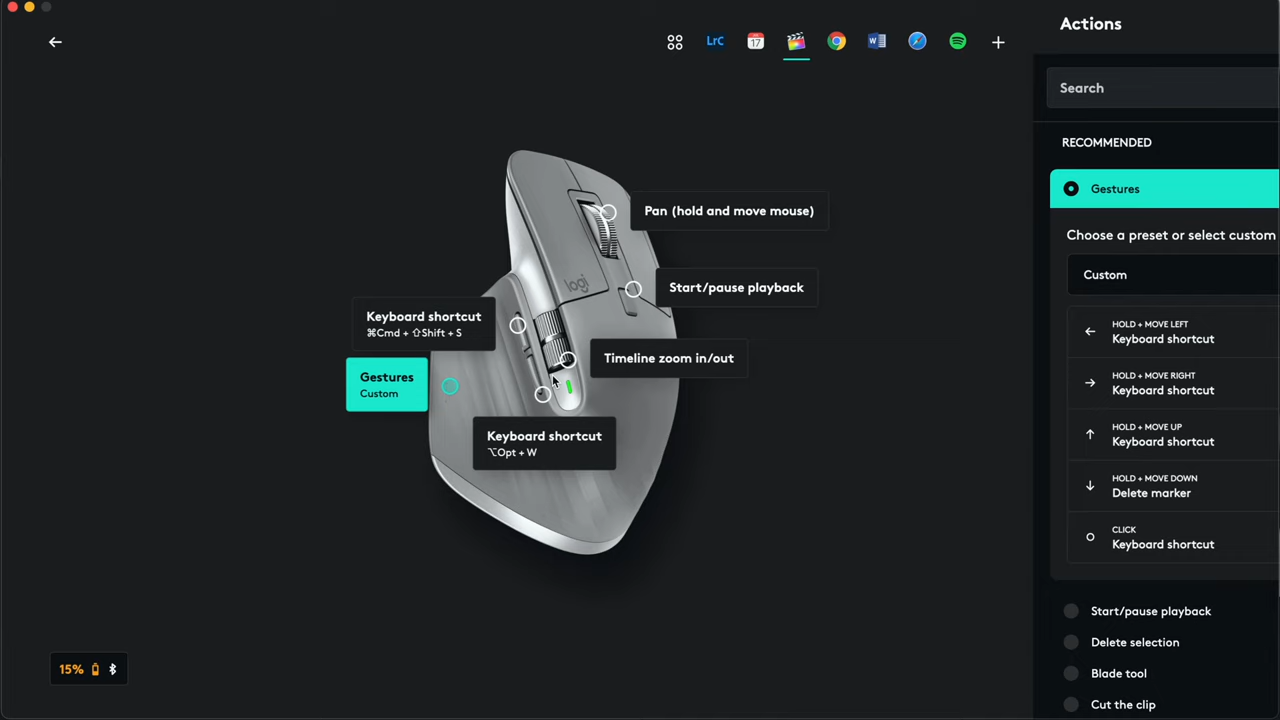 LrC
JUL
17
W
Actions
Search
RECOMMENDED
Gestures
Choose a preset or select custom
Custom
← HOLD + MOVE LEFT
Keyboard shortcut
→ HOLD + MOVE RIGHT
Keyboard shortcut
↑ HOLD + MOVE UP
Keyboard shortcut
↓ HOLD + MOVE DOWN
Delete marker
CLICK
Keyboard shortcut
Start/pause playback
Delete selection
Blade tool
Cut the clip
Pan (hold and move mouse)
logi
Start/pause playback
Keyboard shortcut
⌘Cmd + ⇧Shift + S
Timeline zoom in/out
Gestures
Custom
Keyboard shortcut
⌥Opt + W
15%